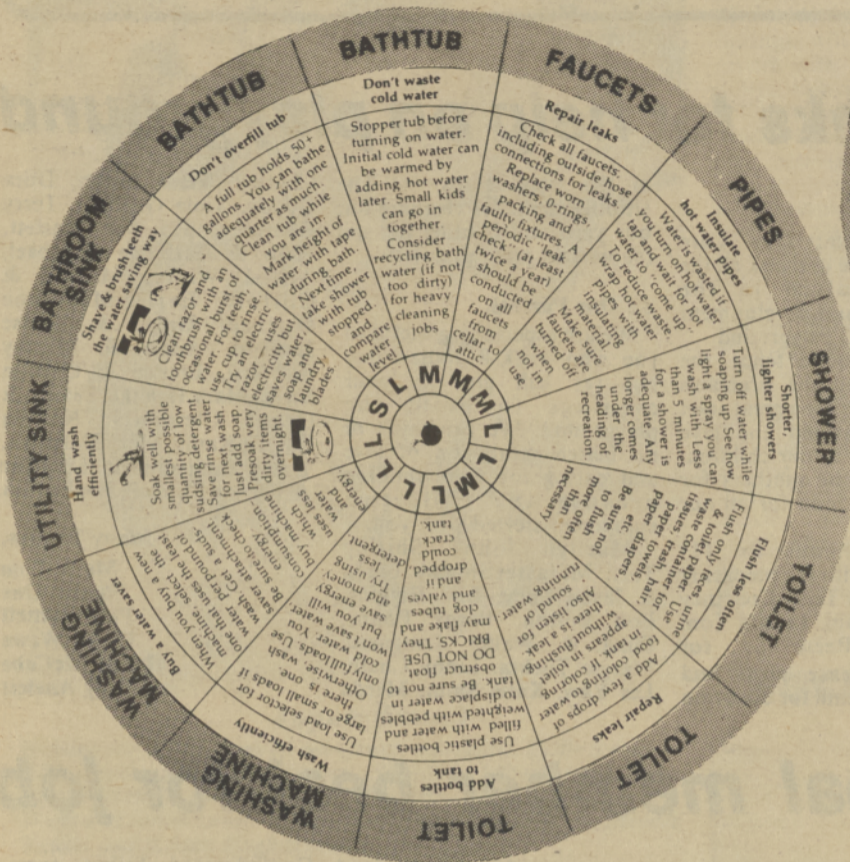 BATHTUB
Don't waste
cold water
Stopper tub before
turning on water.
Initial cold water can
be warmed by
adding hot water
later. Small kids
can go in
together.
Consider
recycling bath
water (if not
too dirty)
for heavy
cleaning
jobs
M
FAUCETS
Repair leaks
Check all faucets,
including outside hose
connections for leaks.
Replace worn
washers, 0-rings,
packing and
faulty fixtures. A
periodic "leak
check" (at least
twice a year)
should be
conducted
on all
faucets
from
cellar to
attic.
M
PIPES
Insulate
hot water pipes
Water is wasted if
you turn on hot water
tap and wait for hot
water to "come up".
To reduce waste,
wrap hot water
pipes with
insulating
material.
Make sure
faucets are
turned off
when
not in
use.
M
SHOWER
Shorter,
lighter showers
Turn off water while
soaping up. See how
light a spray you can
wash with. Less
than 5 minutes
for a shower is
adequate. Any
longer comes
under the
heading of
recreation.
L
TOILET
Flush less often
Flush only feces, urine
& toilet paper. Use
waste container for
tissues, trash, hair,
paper towels,
paper diapers,
etc.
Be sure not
to flush
more often
than
necessary
L
TOILET
Repair leaks
Add a few drops of
food coloring to water
in tank. If coloring
appears in toilet
without flushing,
there is a leak.
Also listen for
sound of
running water.
M
TOILET
Add bottles
to tank
Use plastic bottles
filled with water and
weighted with pebbles
to displace water in
tank. Be sure not to
obstruct float.
DO NOT USE
BRICKS. They
may flake and
clog tubes
and valves
and if
dropped,
could
crack
tank.
L
WASHING
MACHINE
Wash efficiently
Use load selector for
large or small loads if
there is one.
Otherwise, wash
only full loads. Use
cold water. You
won't save water,
but you will
save energy
and money.
Try using
less
detergent
L
WASHING
MACHINE
Buy a water saver
When you buy a new
machine, select the
one that uses the least
water per pound of
wash. Get a suds-
saver attachment.
Be sure to check
energy
consumption.
buy machine
which
uses less
water
and
energy
L
UTILITY SINK
Hand wash
efficiently
Soak well with
smallest possible
quantity of low
suspsing detergent
Save rinse water
for next wash.
Just add soap.
Presoak very
dirty items
overnight.
L
BATHROOM
SINK
Shave & brush teeth
the water saving way
Clean razor and
toothbrush with an
occasional burst of
water. For teeth
use cup to rinse.
Try an electric
razor — uses
electricity but
saves water,
soap and
laundry,
blades.
S
BATHTUB
Don't overfill tub
A full tub holds 50+
gallons. You can bathe
adequately with one
quarter as much.
Clean tub while
you are in.
Mark height of
water with tape
during bath.
Next time,
take shower
with tub
stopped
and
compare
water
level
L